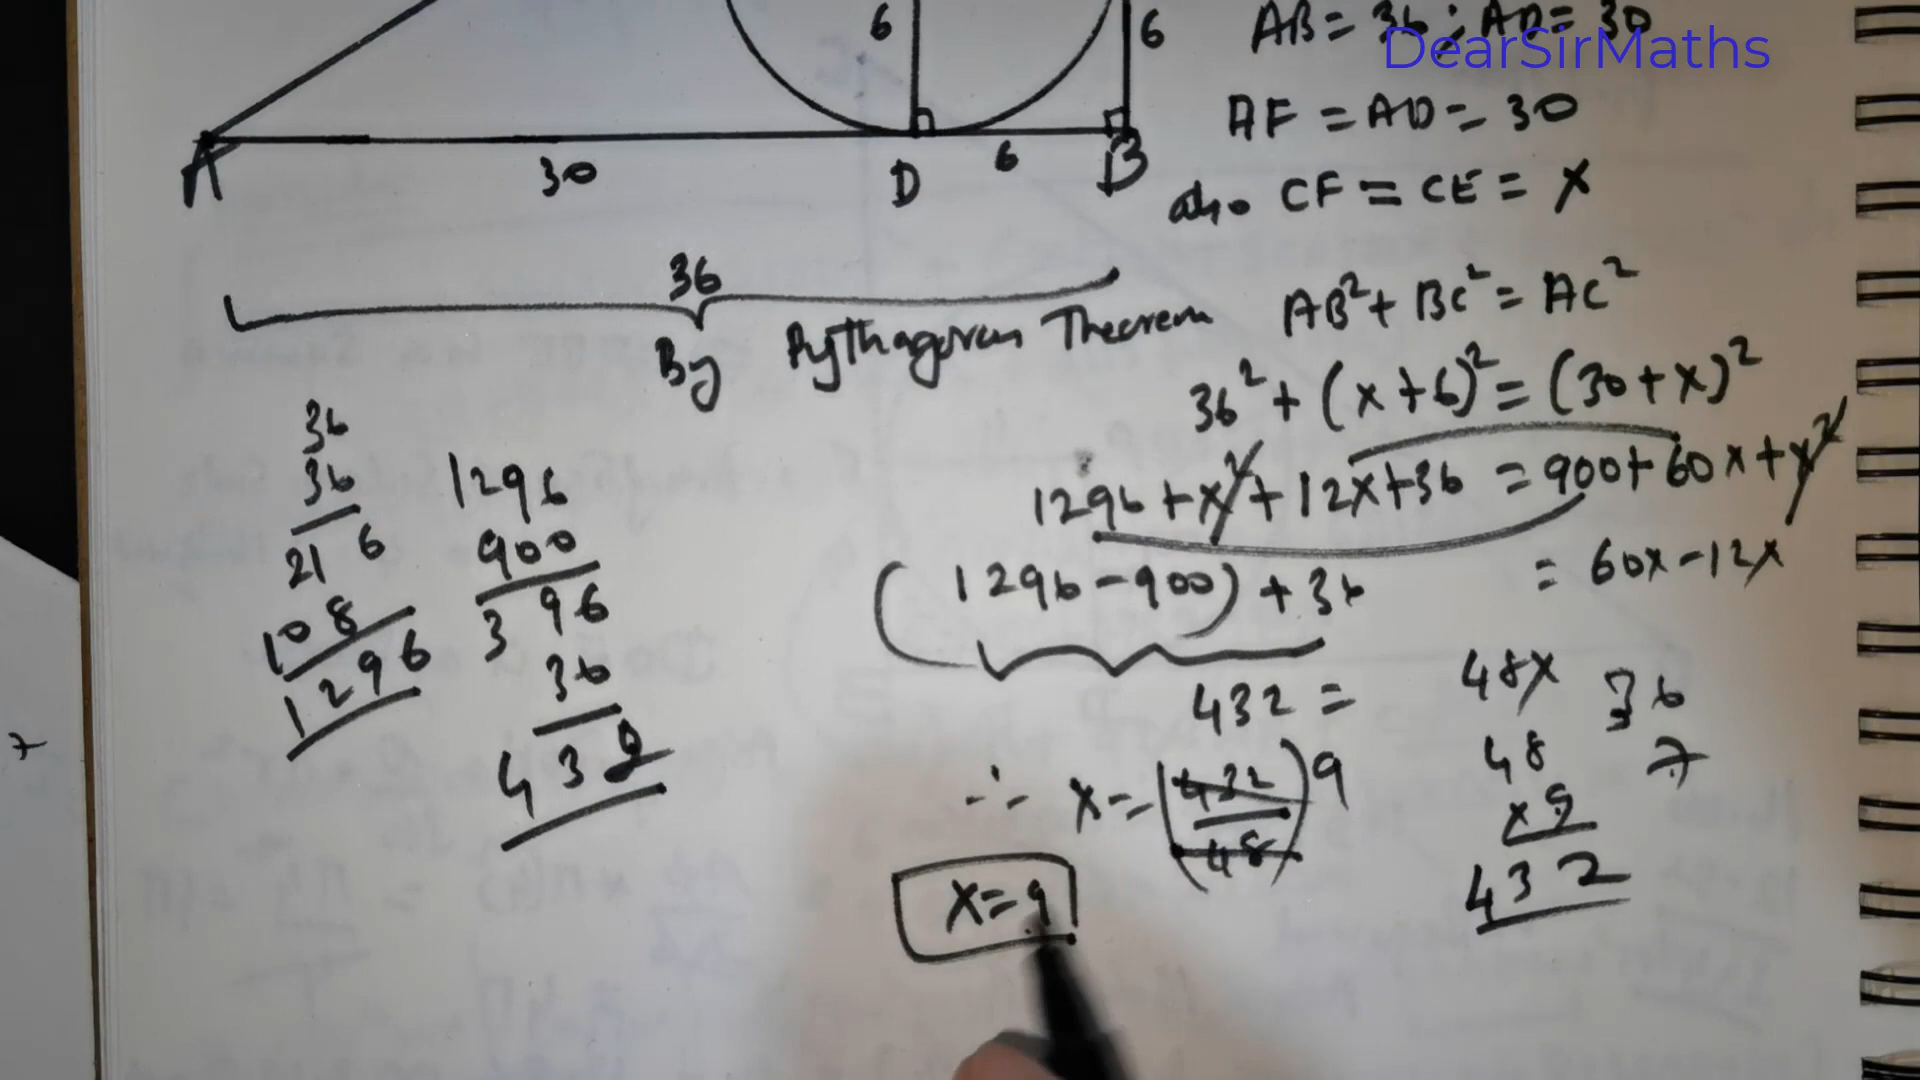 6
6
AB = 36 ; AD = 30
DearSirMaths
AF = AD = 30
A
30
D
6
B
also CF = CE = x
36
By Pythagoras Theorem AB² + BC² = AC²
36² + (x+6)² = (30+x)²
1296 + x² + 12x + 36 = 900 + 60x + x²
(1296 - 900) + 36 = 60x - 12x
432 = 48x
∴ x = (432/48) 9
x = 9
36
36
216
108
1296
1296
900
396
36
432
48
x 9
432
36
7